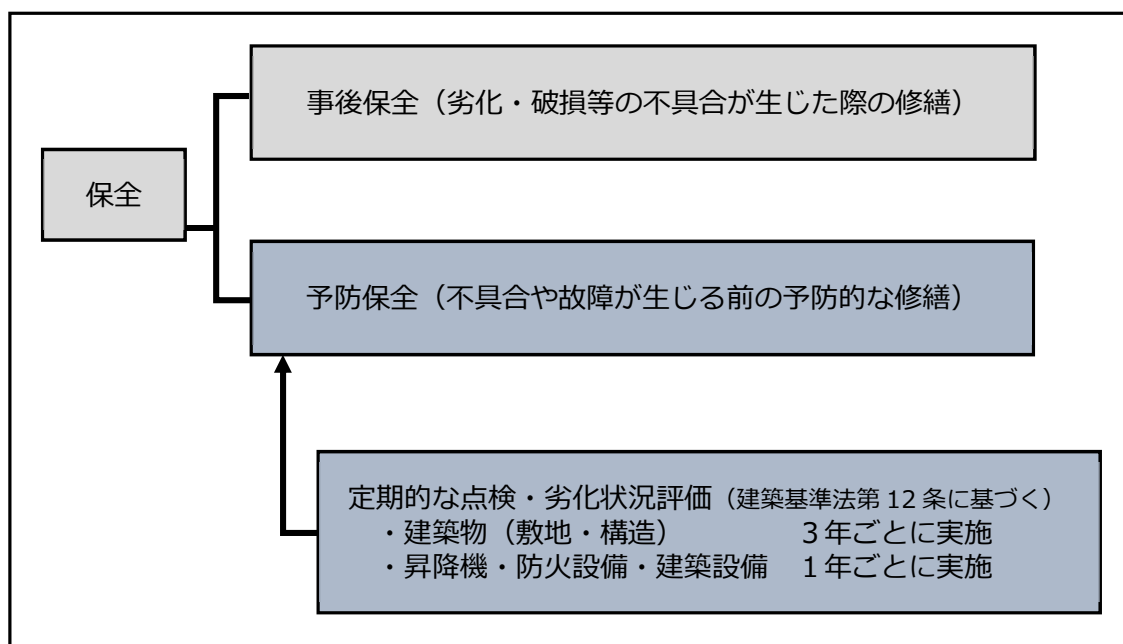 事後保全（劣化・破損等の不具合が生じた際の修繕）
保全
予防保全（不具合や故障が生じる前の予防的な修繕）
定期的な点検・劣化状況評価（建築基準法第 12 条に基づく）
・建築物（敷地・構造）　　　　３年ごとに実施
・昇降機・防火設備・建築設備　１年ごとに実施